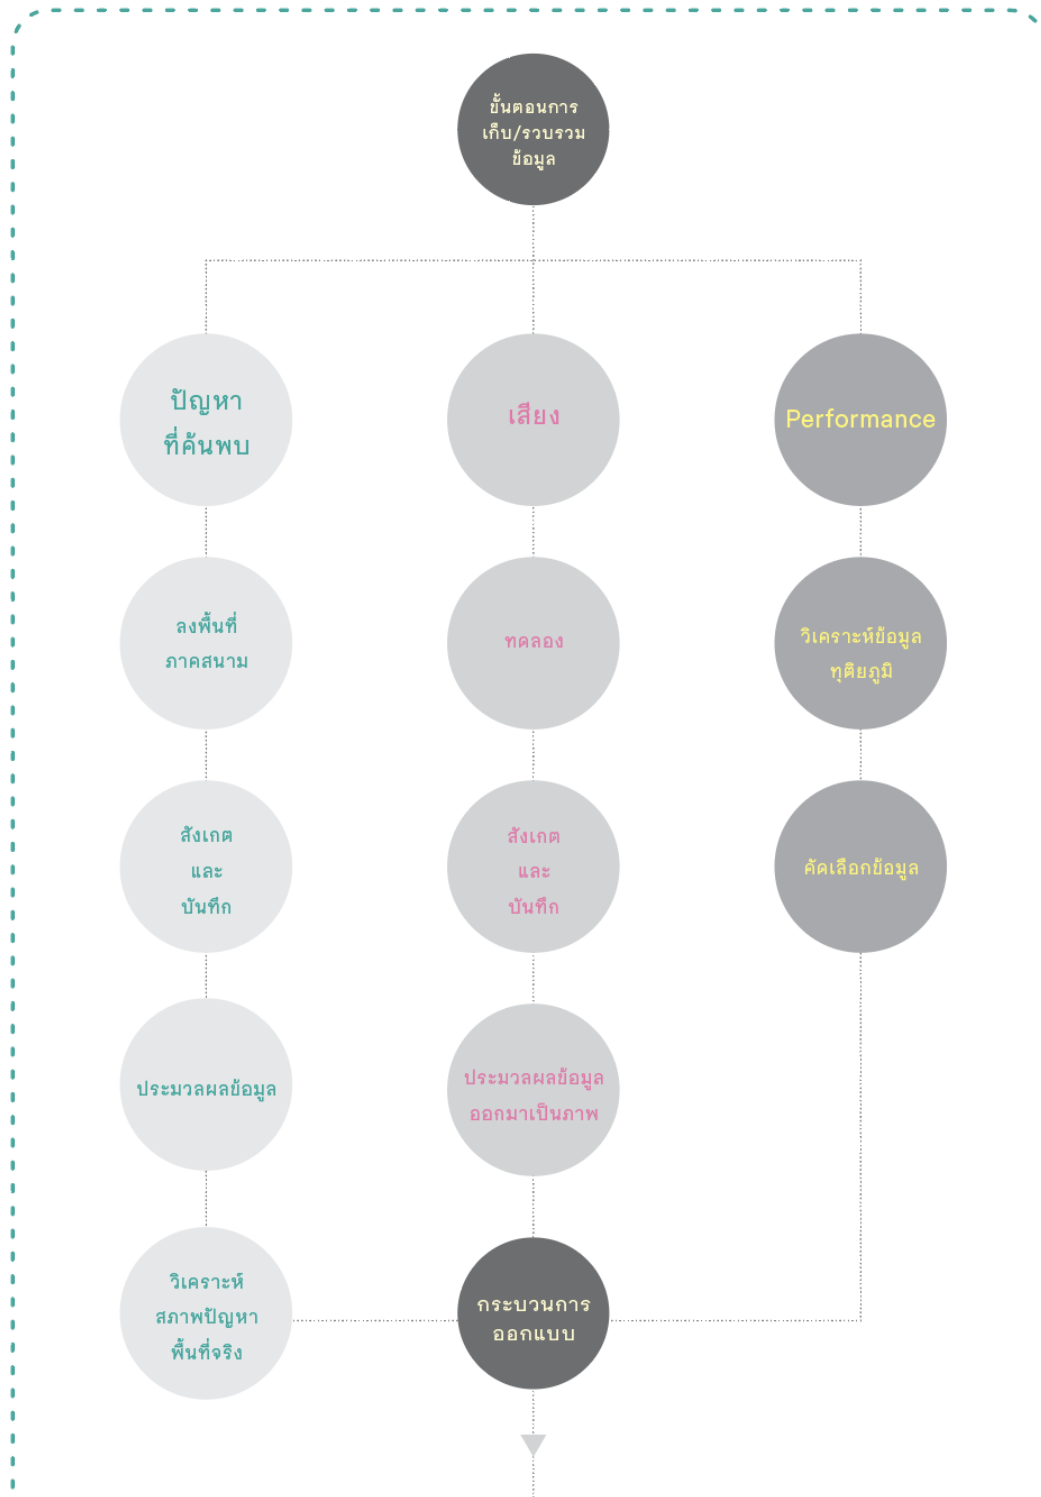 ขั้นตอนการ
เก็บ/รวบรวม
ข้อมูล
ปัญหา
ที่ค้นพบ
เสียง
Performance
ลงพื้นที่
ภาคสนาม
ทดลอง
วิเคราะห์ข้อมูล
ทุติยภูมิ
สังเกต
และ
บันทึก
สังเกต
และ
บันทึก
คัดเลือกข้อมูล
ประมวลผลข้อมูล
ประมวลผลข้อมูล
ออกมาเป็นภาพ
วิเคราะห์
สภาพปัญหา
พื้นที่จริง
กระบวนการ
ออกแบบ